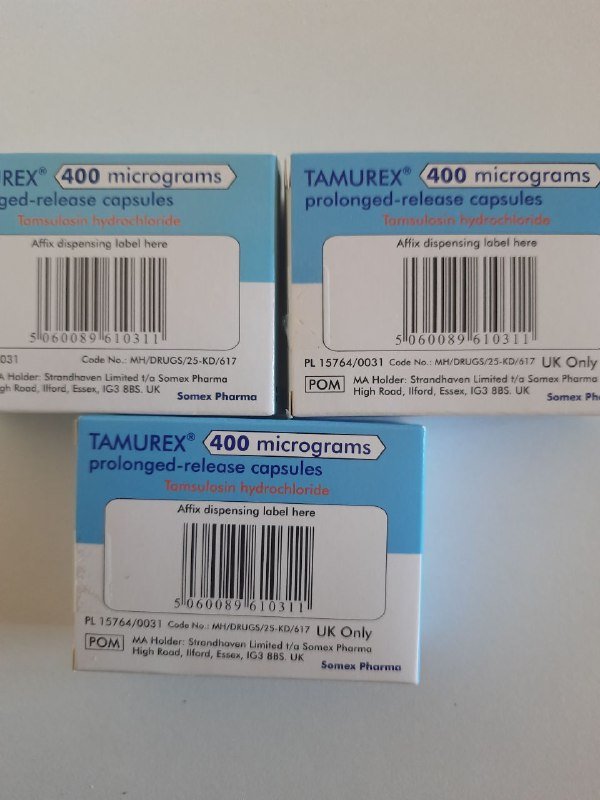 REX® 400 micrograms
ged-release capsules
Tamsulosin hydrochloride
Affix dispensing label here
5 060089 610311
031 Code No.: MH/DRUGS/25-KD/617
MA Holder: Strandhaven Limited t/a Somex Pharma
gh Road, Ilford, Essex, IG3 8BS. UK
Somex Pharma
TAMUREX® 400 micrograms
prolonged-release capsules
Tamsulosin hydrochloride
Affix dispensing label here
5 060089 610311
PL 15764/0031 Code No.: MH/DRUGS/25-KD/617 UK Only
POM MA Holder: Strandhaven Limited t/a Somex Pharma
High Road, Ilford, Essex, IG3 8BS. UK
Somex Ph
TAMUREX® 400 micrograms
prolonged-release capsules
Tamsulosin hydrochloride
Affix dispensing label here
5 060089 610311
PL 15764/0031 Code No.: MH/DRUGS/25-KD/617 UK Only
POM MA Holder: Strandhaven Limited t/a Somex Pharma
High Road, Ilford, Essex, IG3 8BS. UK
Somex Pharma